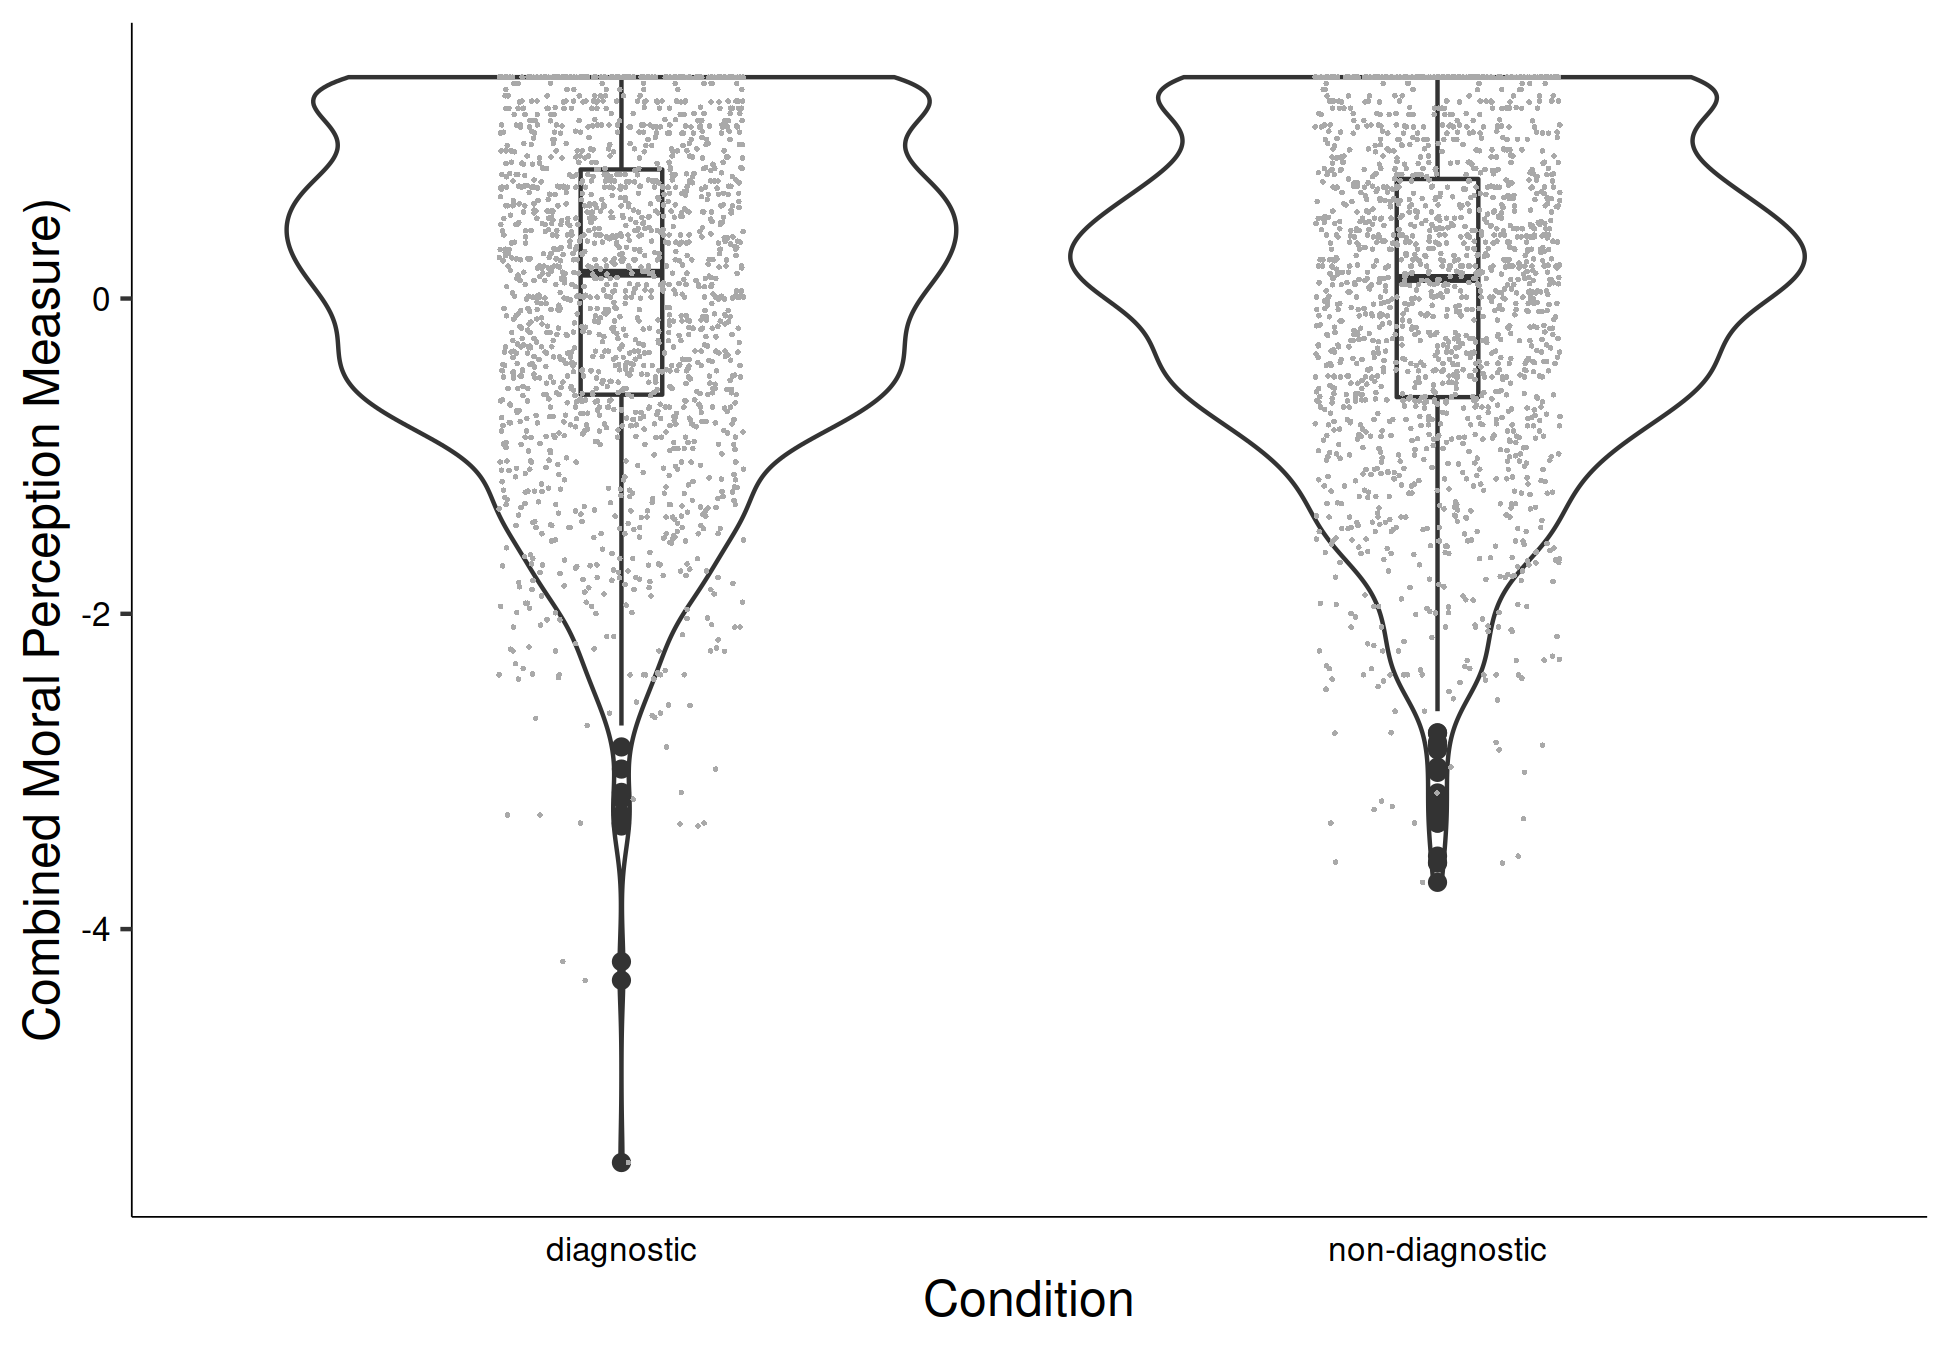 Combined Moral Perception Measure)
0
-2
-4
diagnostic
non-diagnostic
Condition